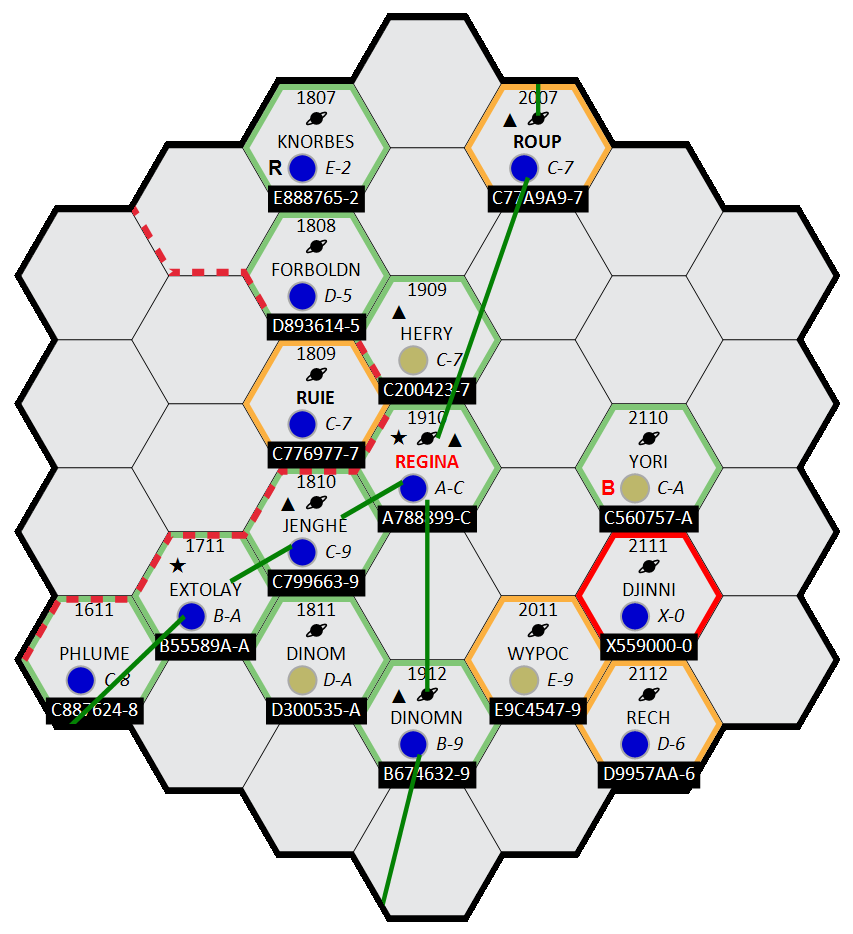 1807
KNORBES
R E-2
E888765-2
2007
ROUP
C-7
C77A9A9-7
1808
FORBOLDN
D-5
D893614-5
1909
HEFRY
C-7
C200423-7
1809
RUIE
C-7
C776977-7
1910
REGINA
A-C
A788899-C
2110
YORI
B C-A
C560757-A
1810
JENGHE
C-9
C799663-9
1711
EXTOLAY
B-A
B55589A-A
2111
DJINNI
X-0
X559000-0
1611
PHLUME
C-8
C887624-8
1811
DINOM
D-A
D300535-A
2011
WYPOC
E-9
E9C4547-9
1912
DINOMN
B-9
B674632-9
2112
RECH
D-6
D9957AA-6